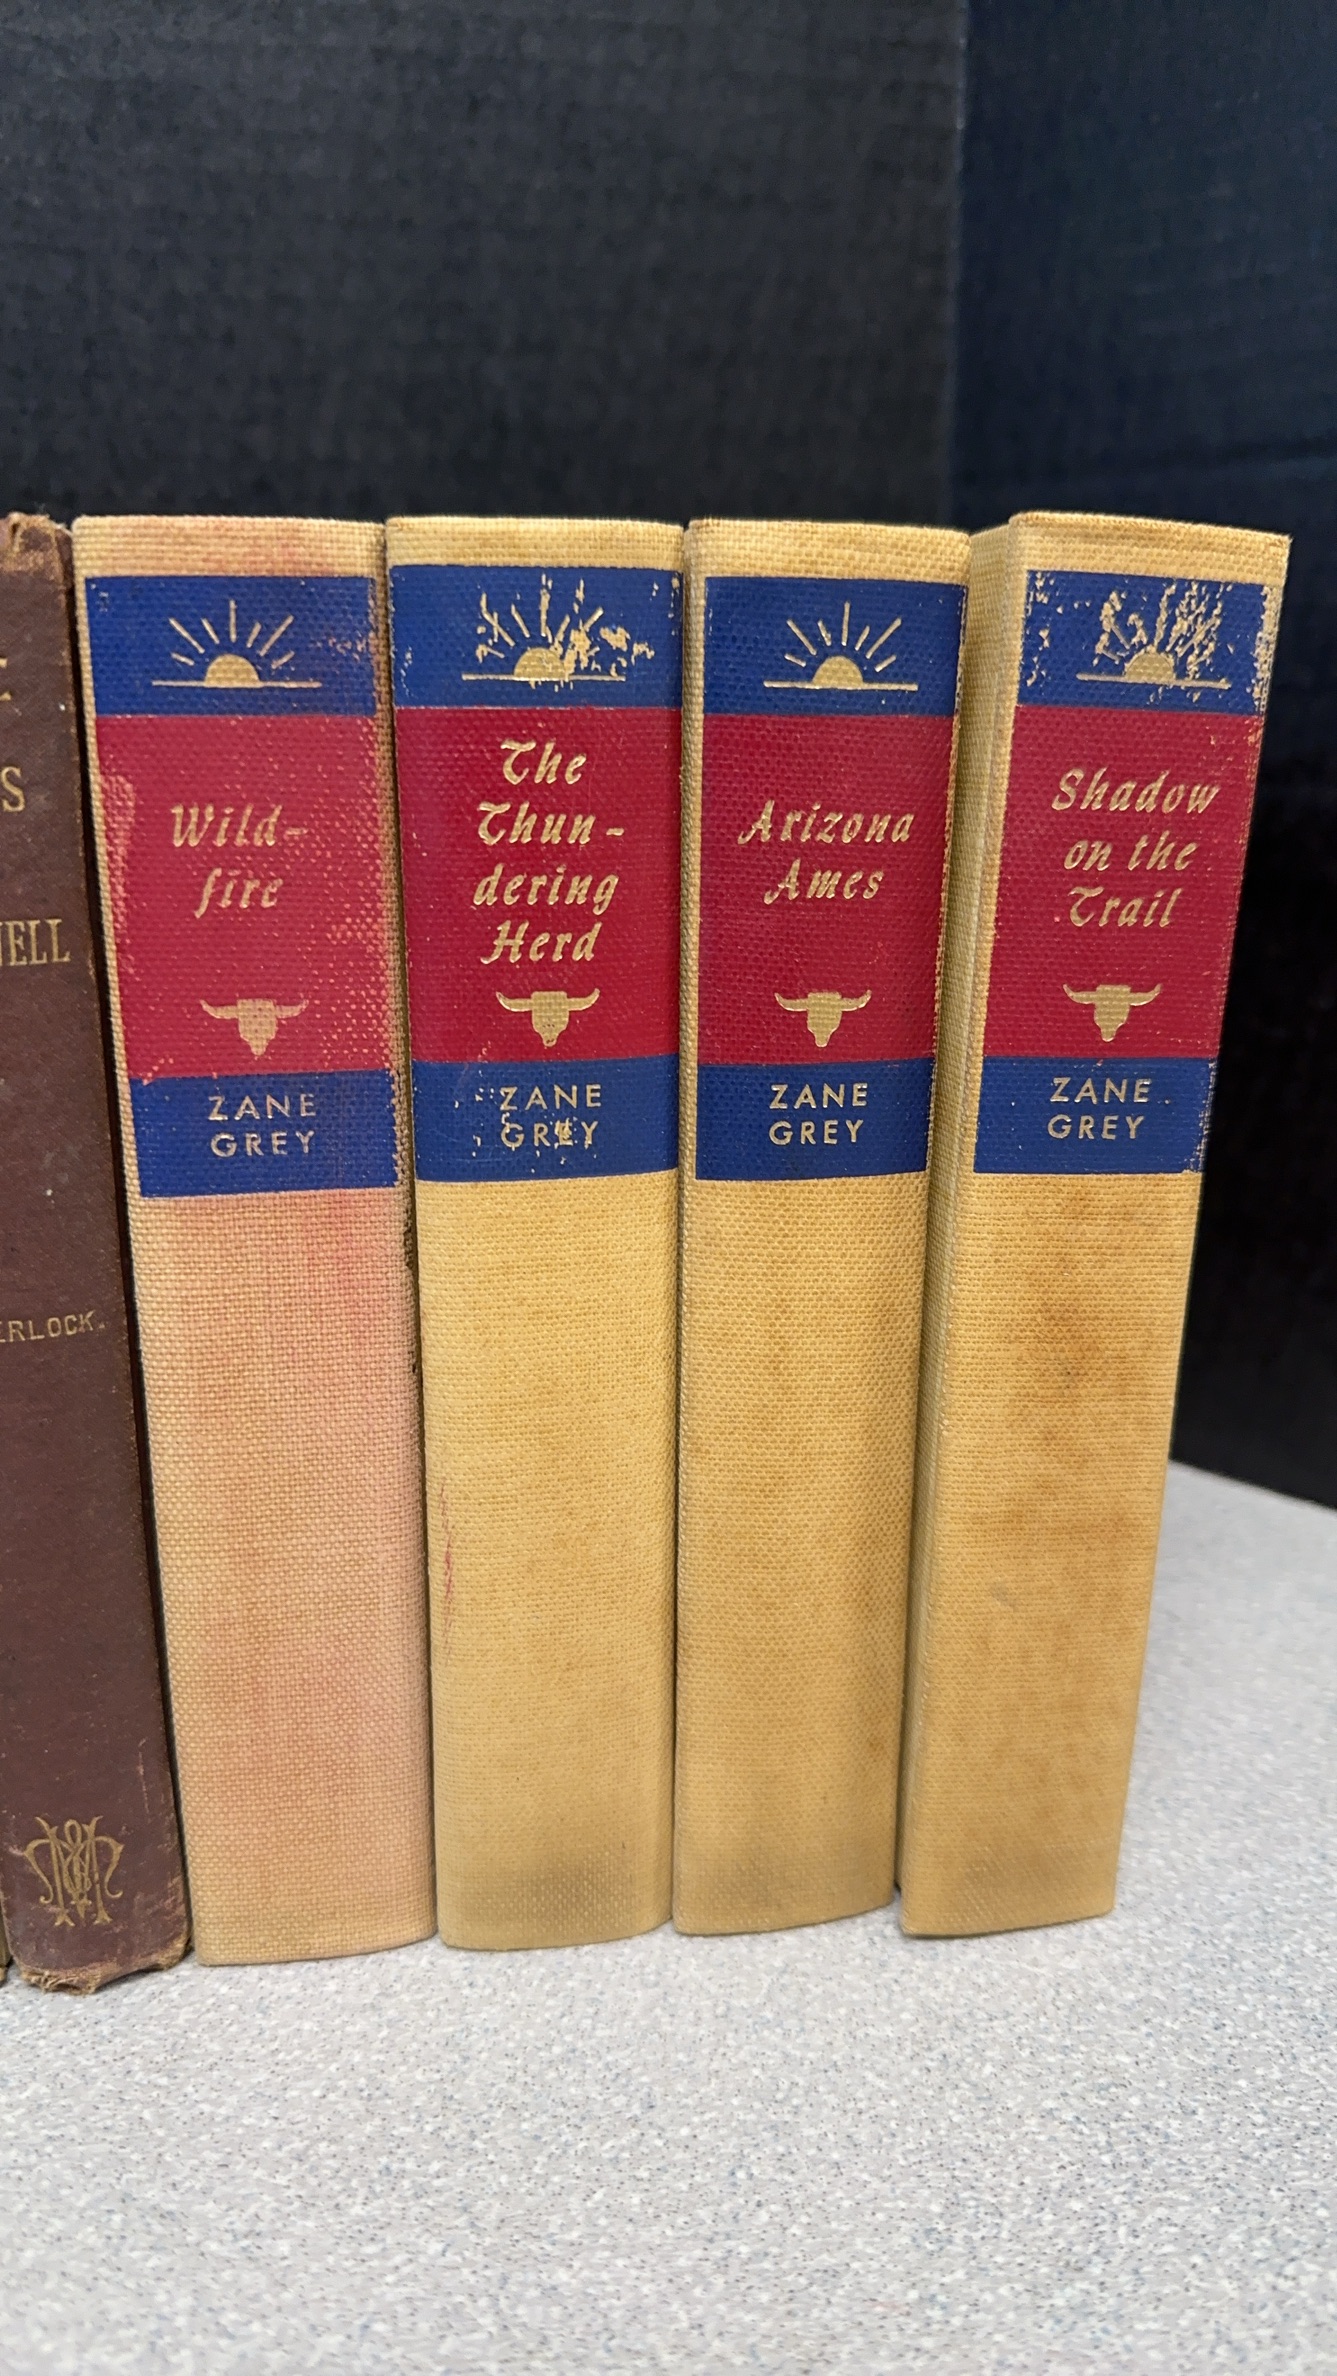 S
NELL
ERLOCK.
Wild-
fire
ZANE
GREY
The
Thun-
dering
Herd
ZANE
GREY
Arizona
Ames
ZANE
GREY
Shadow
on the
Trail
ZANE
GREY